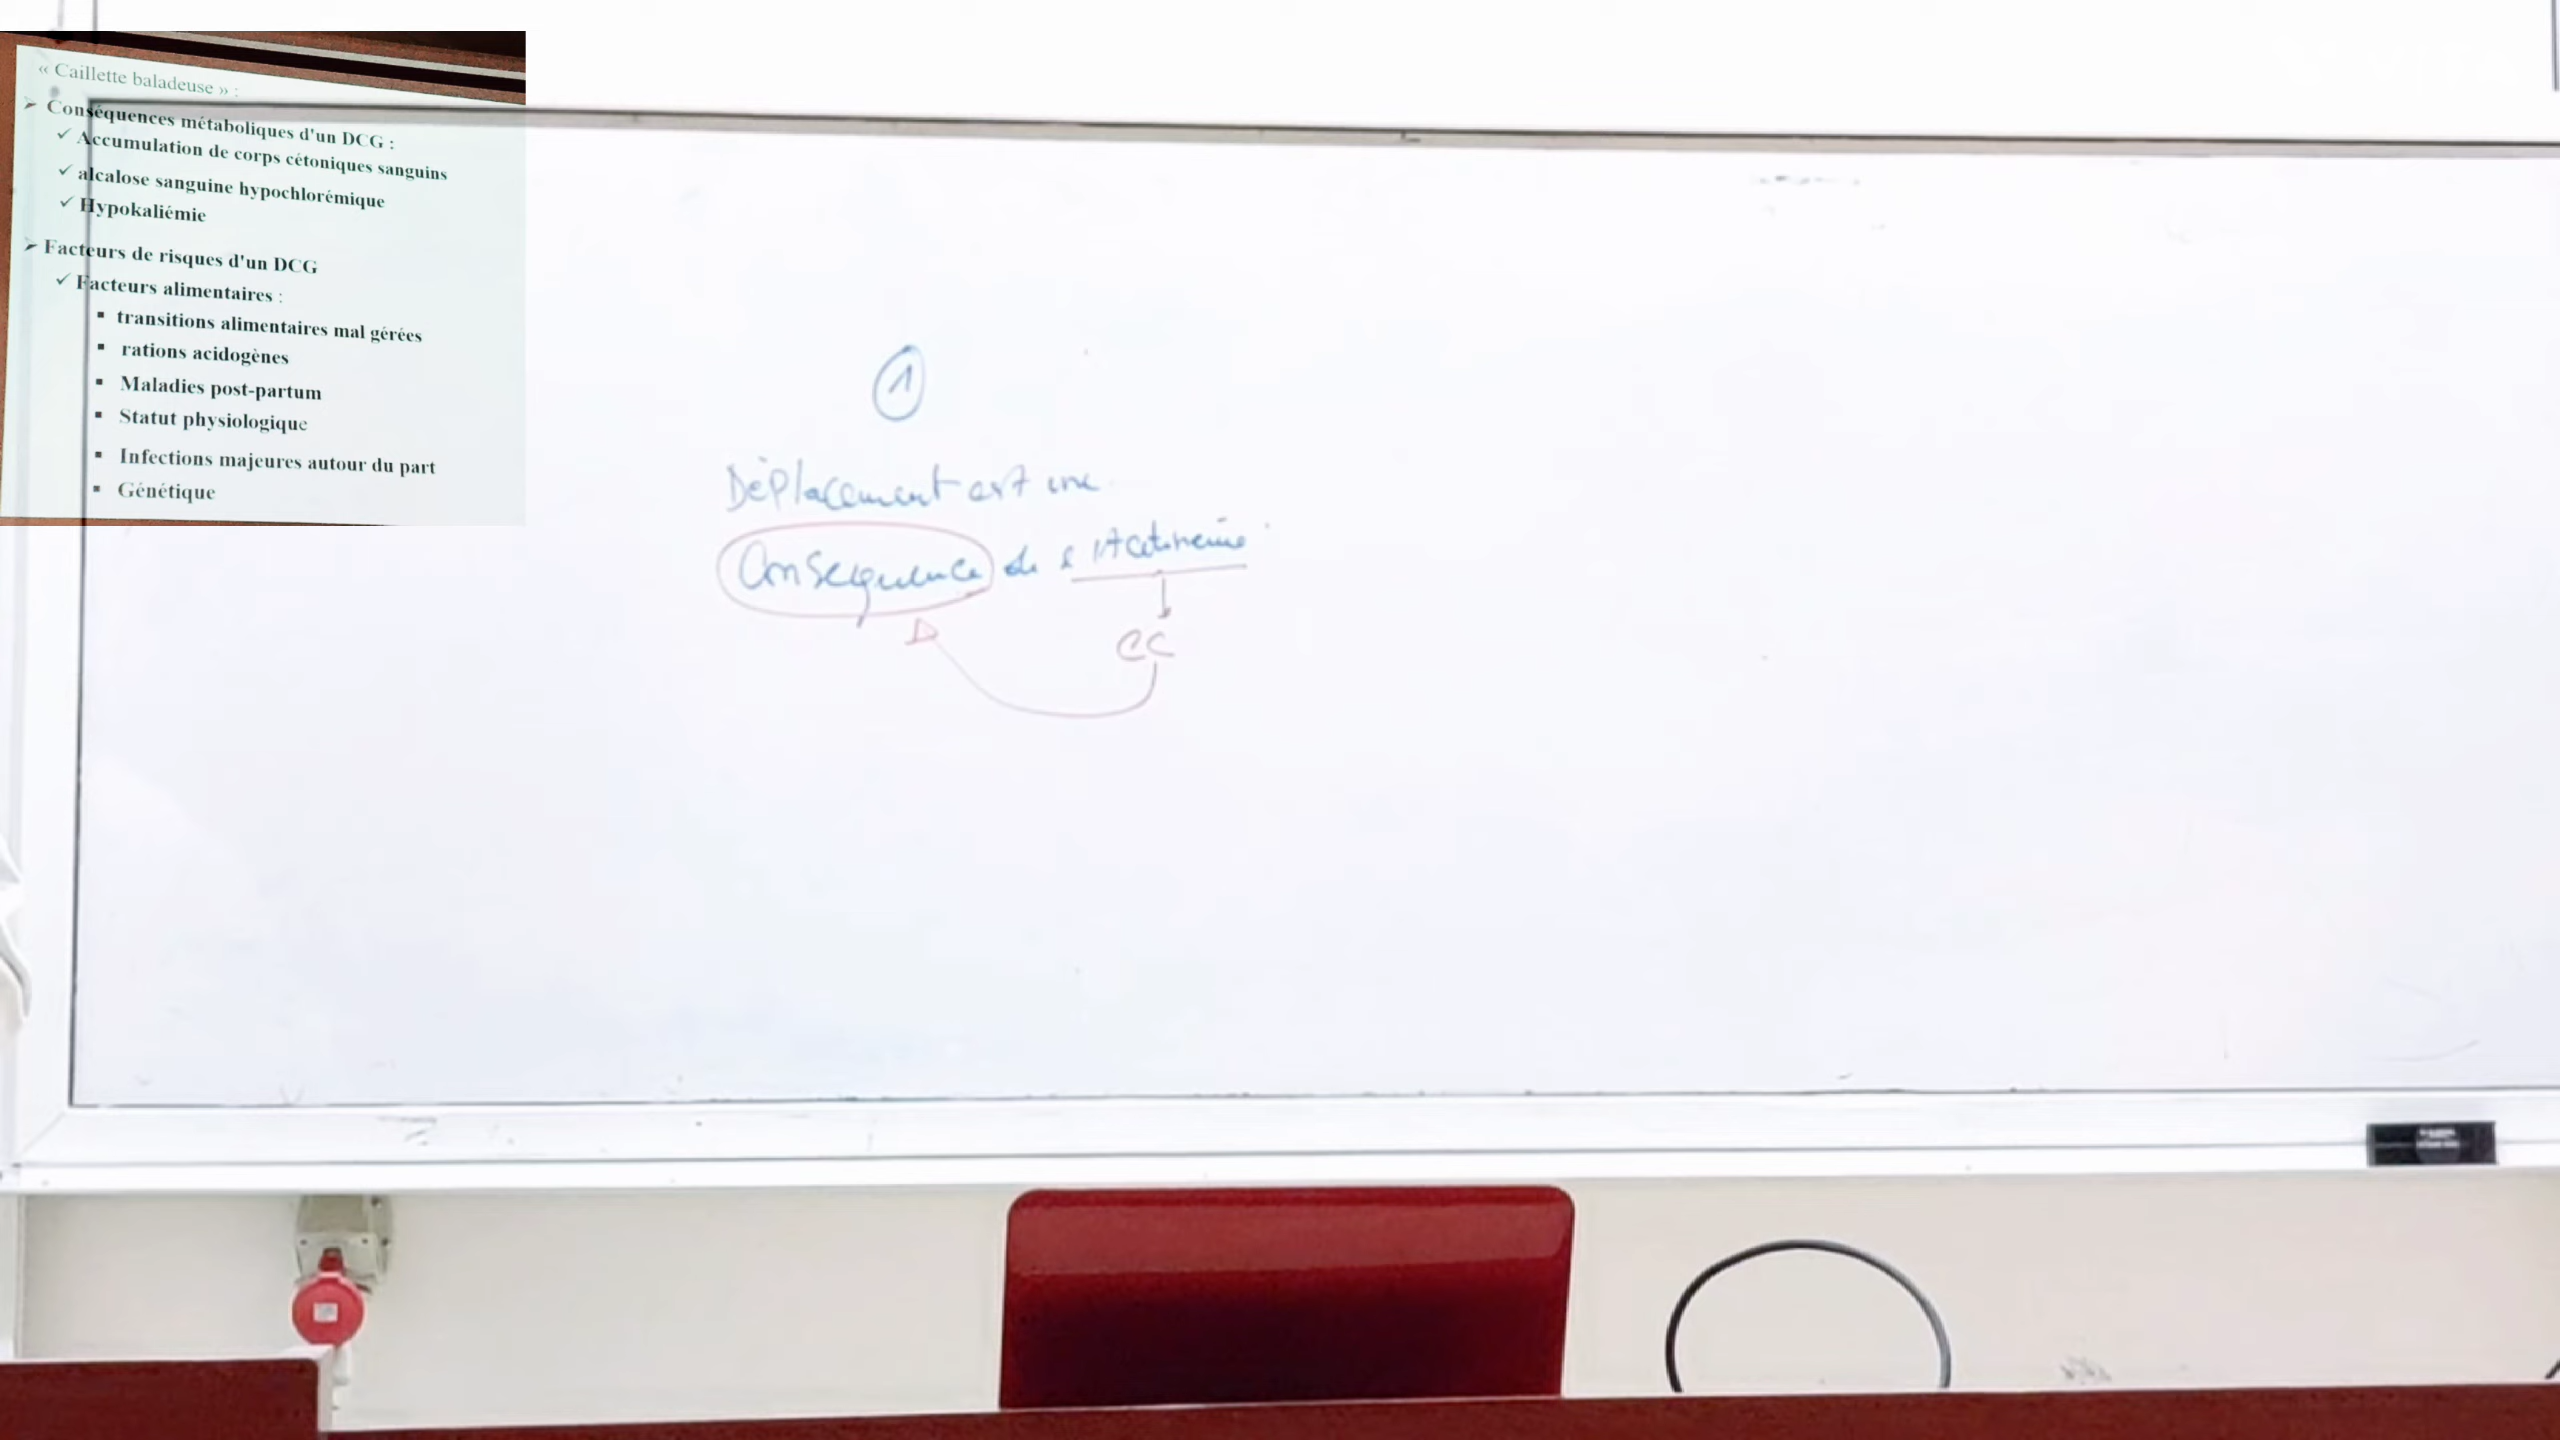 « Caillette baladeuse » :
➢ Conséquences métaboliques d'un DCG :
✓ Accumulation de corps cétoniques sanguins
✓ alcalose sanguine hypochlorémique
✓ Hypokaliémie
➢ Facteurs de risques d'un DCG
✓ Facteurs alimentaires :
▪ transitions alimentaires mal gérées
▪ rations acidogènes
▪ Maladies post-partum
▪ Statut physiologique
▪ Infections majeures autour du part
▪ Génétique
1
Déplacement est une
Consequence de l'Acétonémie
CC